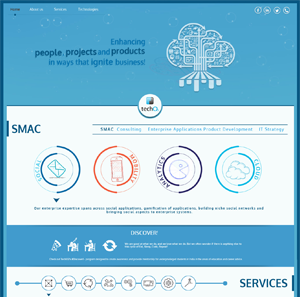 Home About us Services Technologies
Enhancing
people, projects and products
in ways that ignite business!
techQ
SMAC
SMAC Consulting Enterprise Applications Product Development IT Strategy
SOCIAL
MOBILITY
ANALYTICS
CLOUD
Our enterprise expertise spans across social applications, gamification of applications, building niche social networks and
bringing social aspects to enterprise systems.
DISCOVER!
SERVICES